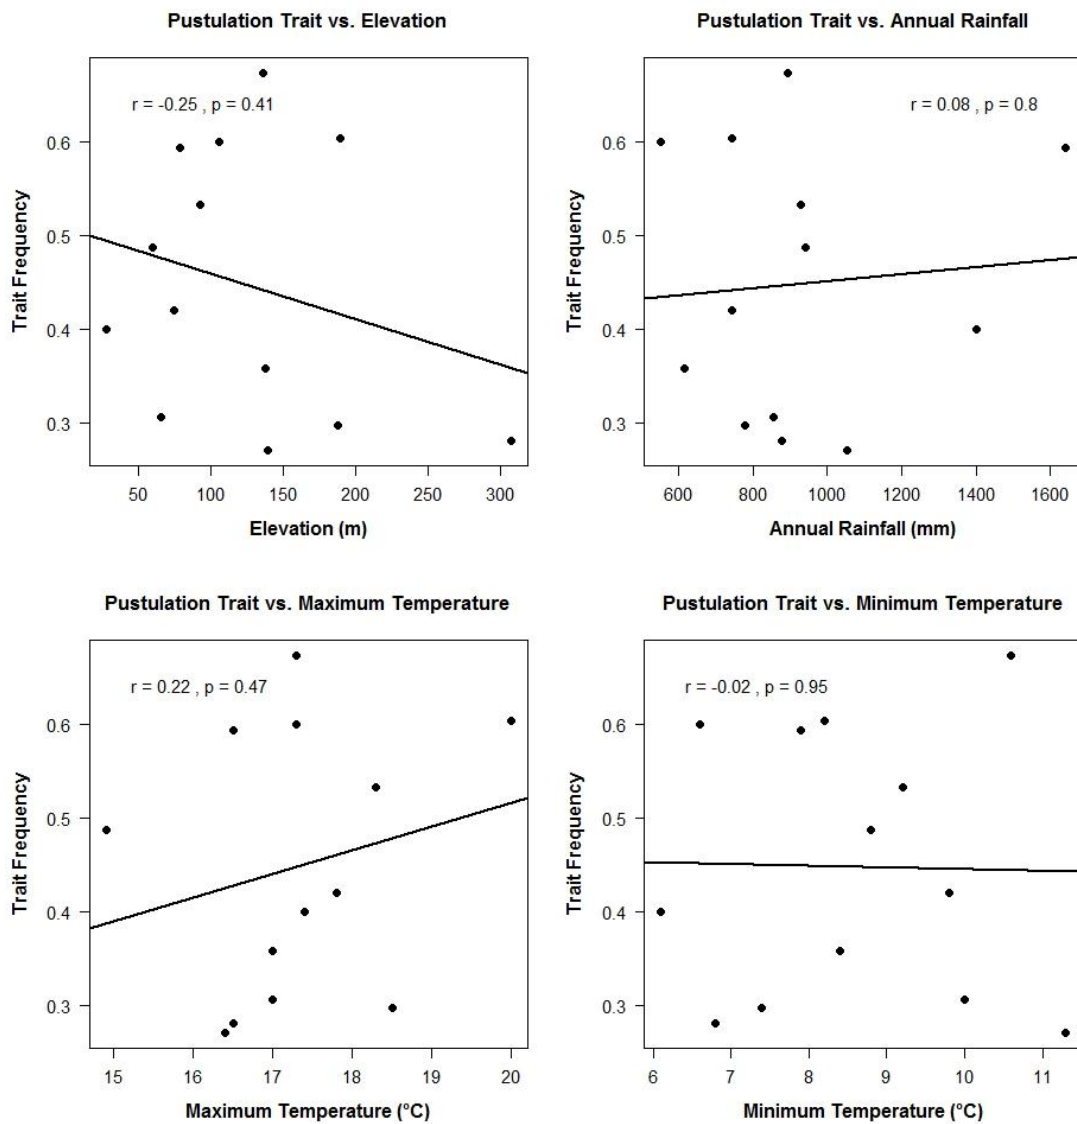 Pustulation Trait vs. Elevation
r = -0.25 , p = 0.41
Trait Frequency
0.6
0.5
0.4
0.3
50 100 150 200 250 300
Elevation (m)
Pustulation Trait vs. Annual Rainfall
r = 0.08 , p = 0.8
Trait Frequency
0.6
0.5
0.4
0.3
600 800 1000 1200 1400 1600
Annual Rainfall (mm)
Pustulation Trait vs. Maximum Temperature
r = 0.22 , p = 0.47
Trait Frequency
0.6
0.5
0.4
0.3
15 16 17 18 19 20
Maximum Temperature (°C)
Pustulation Trait vs. Minimum Temperature
r = -0.02 , p = 0.95
Trait Frequency
0.6
0.5
0.4
0.3
6 7 8 9 10 11
Minimum Temperature (°C)